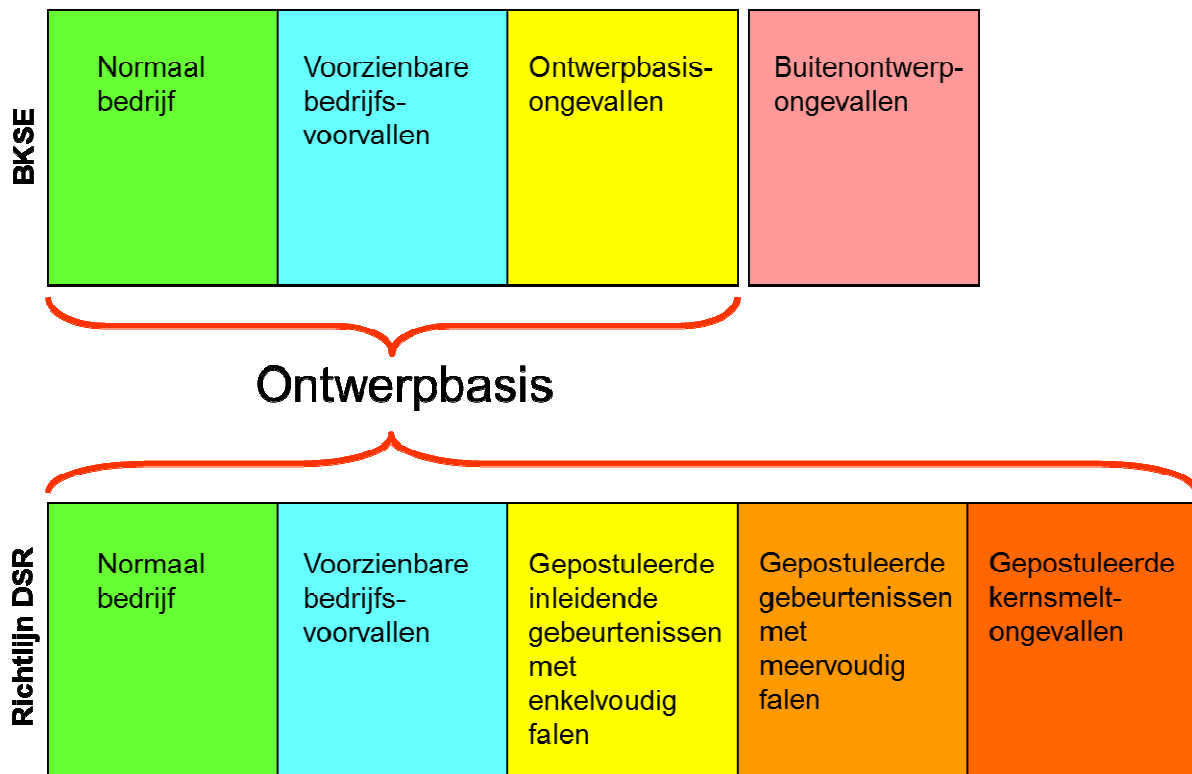 BKSE
Normaal
bedrijf
Voorzienbare
bedrijfs-
voorvallen
Ontwerpbasis-
ongevallen
Buitenontwerp-
ongevallen
Ontwerpbasis
Richtlijn DSR
Normaal
bedrijf
Voorzienbare
bedrijfs-
voorvallen
Gepostuleerde
inleidende
gebeurtenissen
met
enkelvoudig
falen
Gepostuleerde
gebeurtenissen
met
meervoudig
falen
Gepostuleerde
kernsmelt-
ongevallen